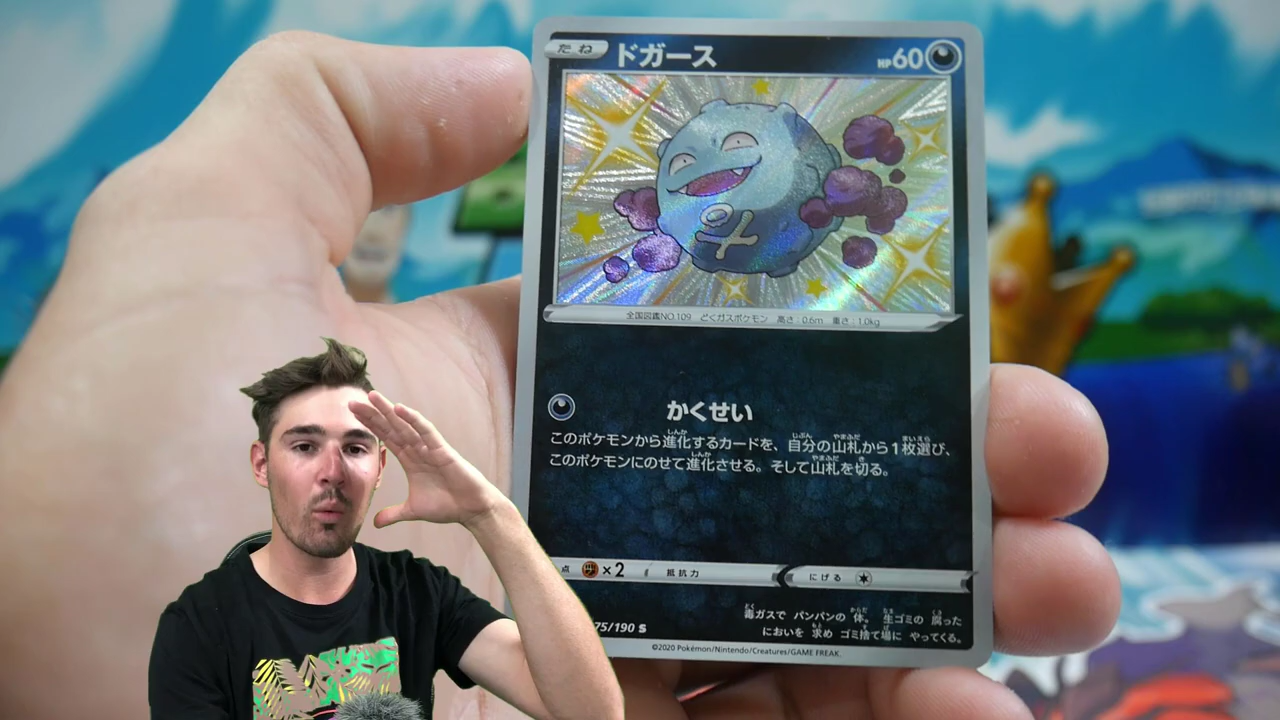 たね ドガース HP60
全国図鑑NO.109 どくガスポケモン 高さ:0.6m 重さ:1.0kg
かくせい
このポケモンから進化するカードを、自分の山札から1枚選び、
このポケモンにのせて進化させる。そして山札を切る。
点 ×2 抵抗力 にげる
毒ガスで パンパンの 体。 生ゴミの 腐った
においを 求め ゴミ捨て場に やってくる。
75/190 S
©2020 Pokémon/Nintendo/Creatures/GAME FREAK.